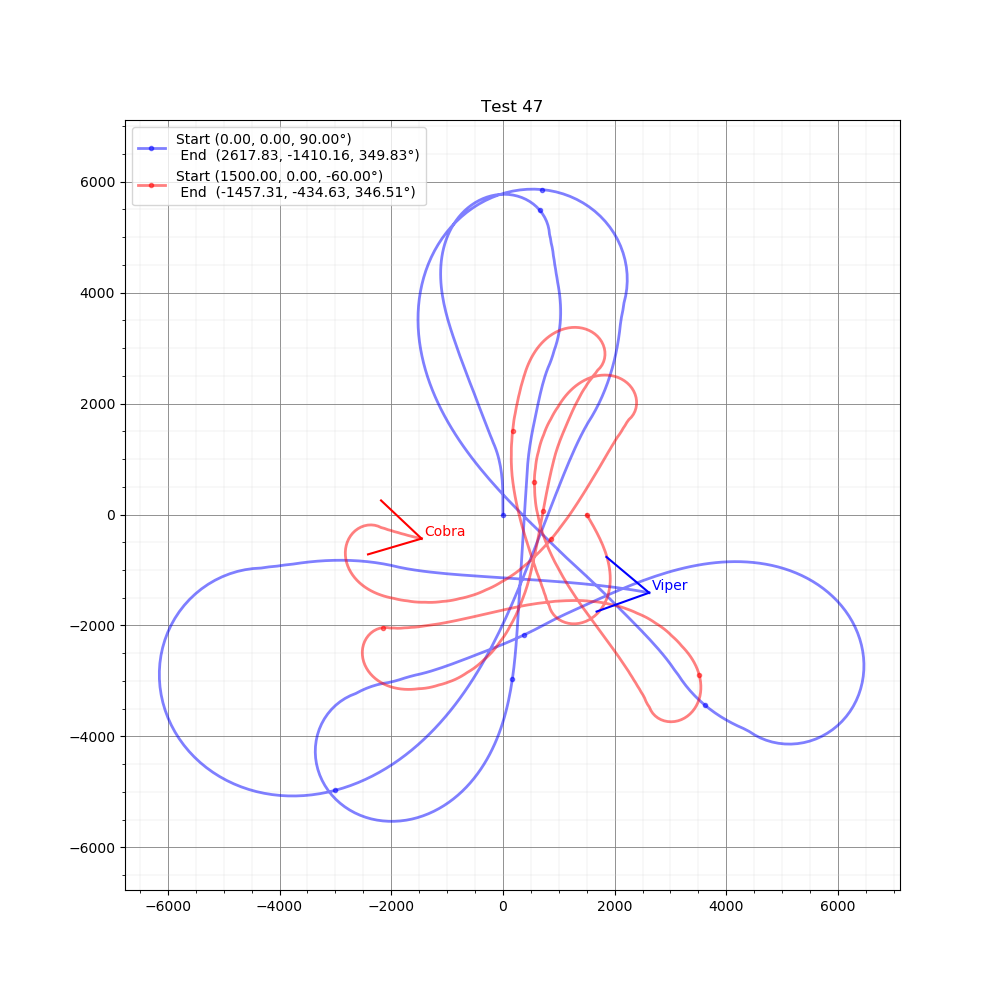 Test 47
Start (0.00, 0.00, 90.00°)
End (2617.83, -1410.16, 349.83°)
Start (1500.00, 0.00, -60.00°)
End (-1457.31, -434.63, 346.51°)
6000
4000
2000
0
−2000
−4000
−6000
Cobra
Viper
−6000 −4000 −2000 0 2000 4000 6000